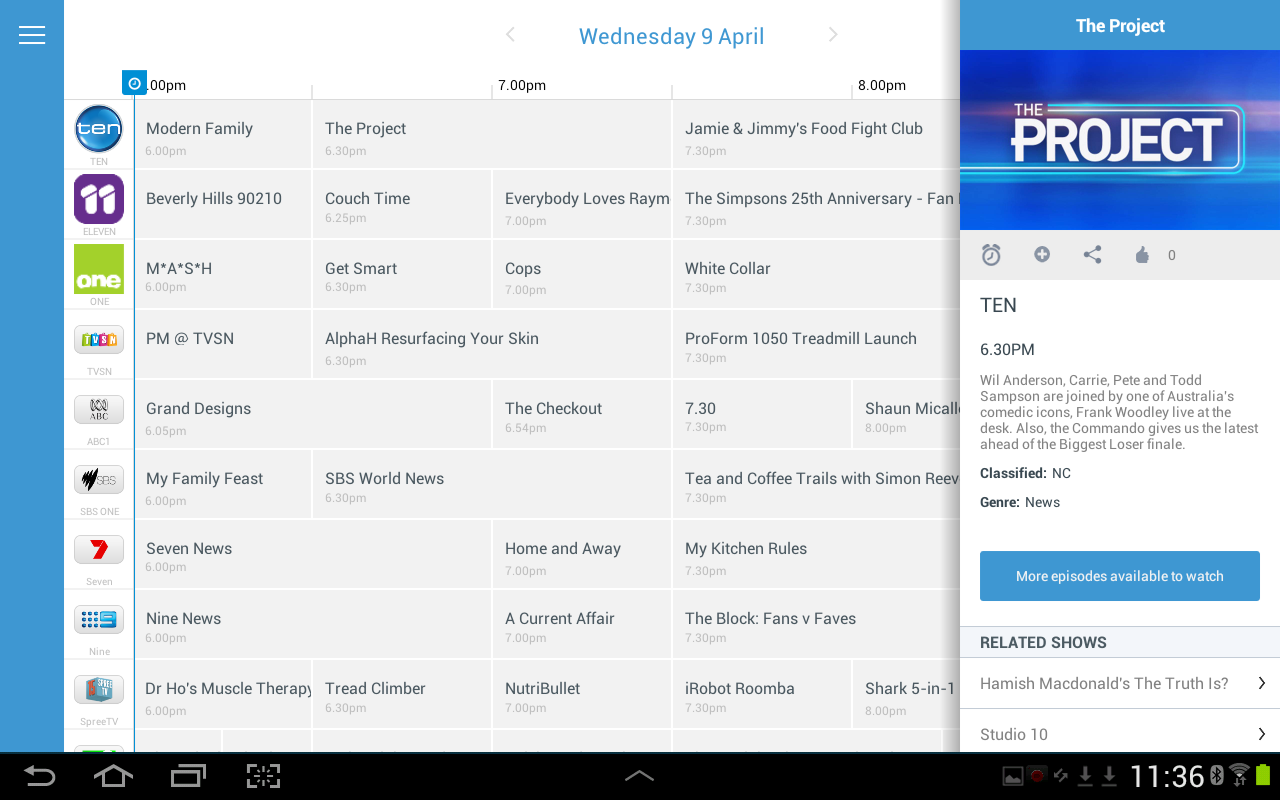 Wednesday 9 April
.00pm
7.00pm
8.00pm
ten
TEN
Modern Family
6.00pm
The Project
6.30pm
Jamie & Jimmy's Food Fight Club
7.30pm
11
ELEVEN
Beverly Hills 90210
Couch Time
6.25pm
Everybody Loves Raym
7.00pm
The Simpsons 25th Anniversary - Fan
7.30pm
one
ONE
M*A*S*H
6.00pm
Get Smart
6.30pm
Cops
7.00pm
White Collar
7.30pm
TVSN
TVSN
PM @ TVSN
AlphaH Resurfacing Your Skin
6.30pm
ProForm 1050 Treadmill Launch
7.30pm
ABC
ABC1
Grand Designs
6.05pm
The Checkout
6.54pm
7.30
7.30pm
Shaun Micall
8.00pm
SBS
SBS ONE
My Family Feast
6.00pm
SBS World News
6.30pm
Tea and Coffee Trails with Simon Reev
7.30pm
7
Seven
Seven News
6.00pm
Home and Away
7.00pm
My Kitchen Rules
7.30pm
9
Nine
Nine News
6.00pm
A Current Affair
7.00pm
The Block: Fans v Faves
7.30pm
SPREE TV
SpreeTV
Dr Ho's Muscle Therapy
6.00pm
Tread Climber
6.30pm
NutriBullet
7.00pm
iRobot Roomba
7.30pm
Shark 5-in-1
8.00pm
The Project
THE
PROJECT
0
TEN
6.30PM
Wil Anderson, Carrie, Pete and Todd
Sampson are joined by one of Australia's
comedic icons, Frank Woodley live at the
desk. Also, the Commando gives us the latest
ahead of the Biggest Loser finale.
Classified: NC
Genre: News
More episodes available to watch
RELATED SHOWS
Hamish Macdonald's The Truth Is?
Studio 10
11:36